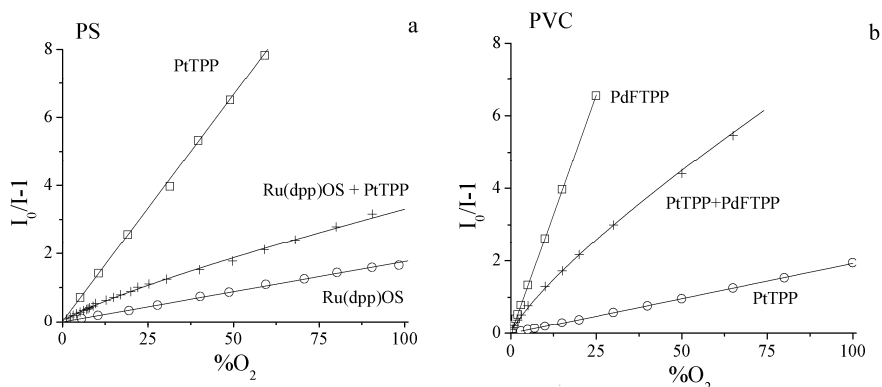 PS
a
PtTPP
Ru(dpp)OS + PtTPP
Ru(dpp)OS
I₀/I-1
8
6
4
2
0
0
25
50
75
100
%O₂
PVC
b
PdFTPP
PtTPP+PdFTPP
PtTPP
I₀/I-1
8
6
4
2
0
0
25
50
75
100
%O₂